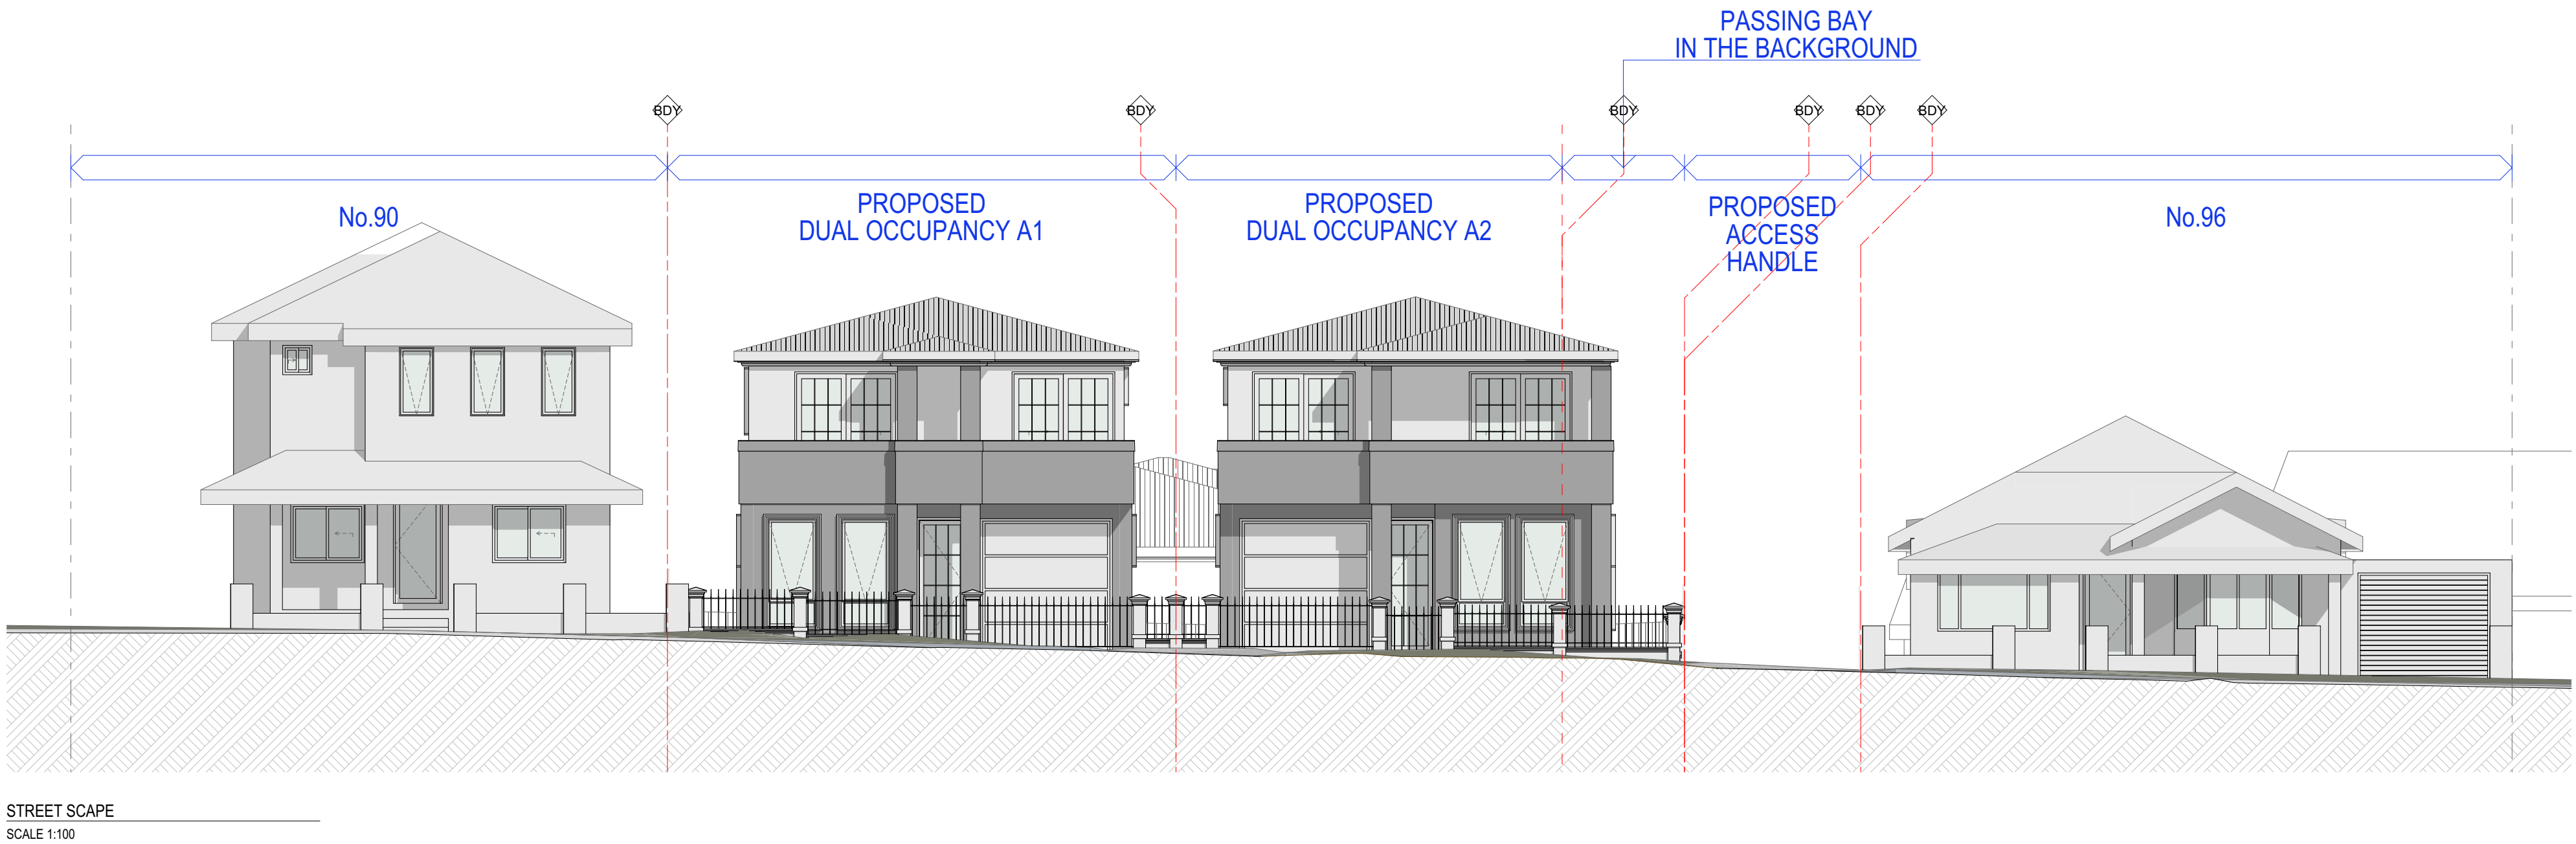 PASSING BAY
IN THE BACKGROUND
BDY
BDY
BDY
BDY
BDY
BDY
No.90
PROPOSED
DUAL OCCUPANCY A1
PROPOSED
DUAL OCCUPANCY A2
PROPOSED
ACCESS
HANDLE
No.96
STREET SCAPE
SCALE 1:100